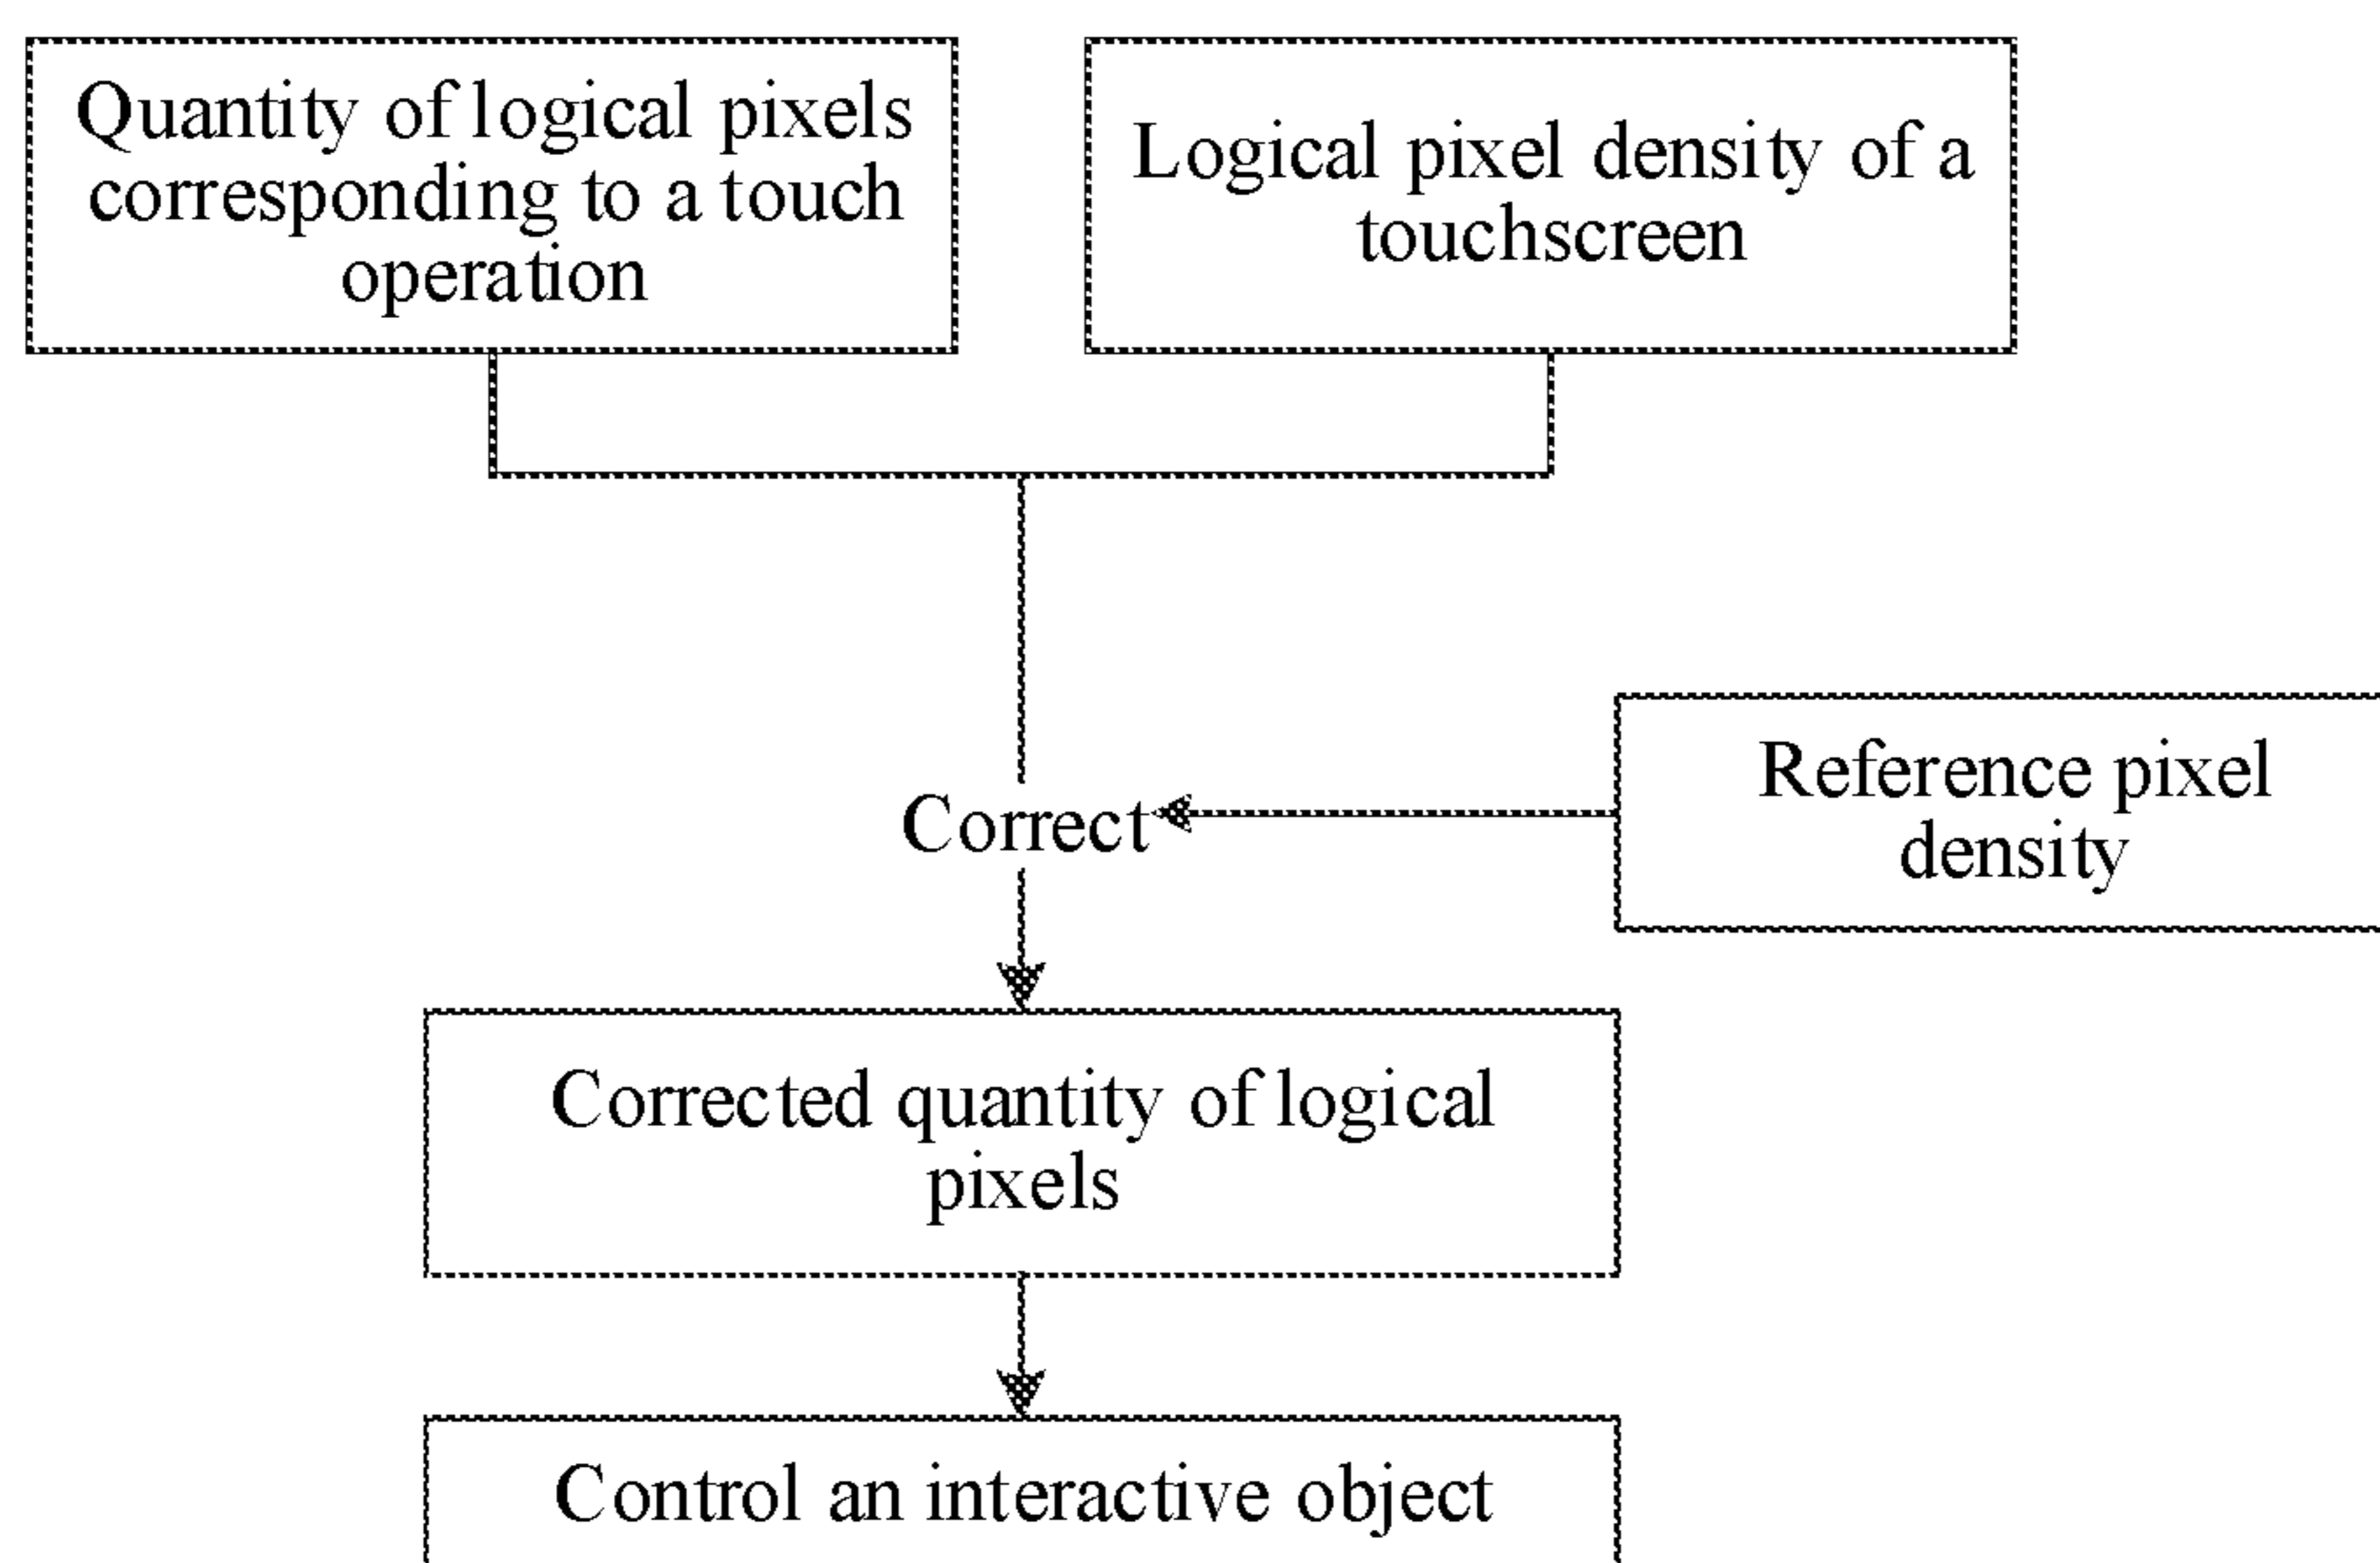 Quantity of logical pixels
corresponding to a touch
operation
Logical pixel density of a
touchscreen
Correct
Reference pixel
density
Corrected quantity of logical
pixels
Control an interactive object